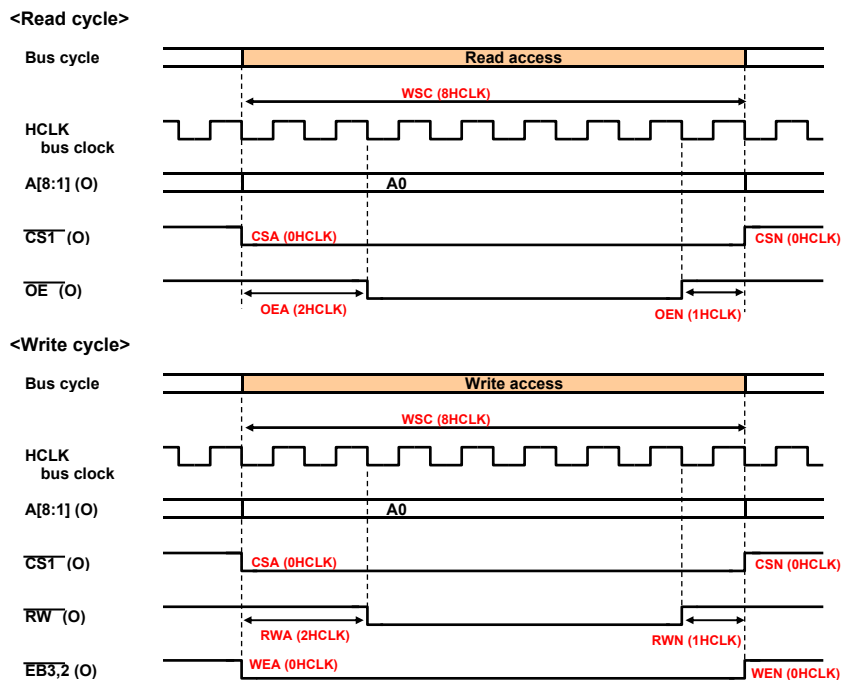 <Read cycle>
Bus cycle
Read access
WSC (8HCLK)
HCLK
bus clock
A[8:1] (O)
A0
CS1 (O)
CSA (0HCLK)
CSN (0HCLK)
OE (O)
OEA (2HCLK)
OEN (1HCLK)
<Write cycle>
Bus cycle
Write access
WSC (8HCLK)
HCLK
bus clock
A[8:1] (O)
A0
CS1 (O)
CSA (0HCLK)
CSN (0HCLK)
RW (O)
RWA (2HCLK)
RWN (1HCLK)
EB3,2 (O)
WEA (0HCLK)
WEN (0HCLK)